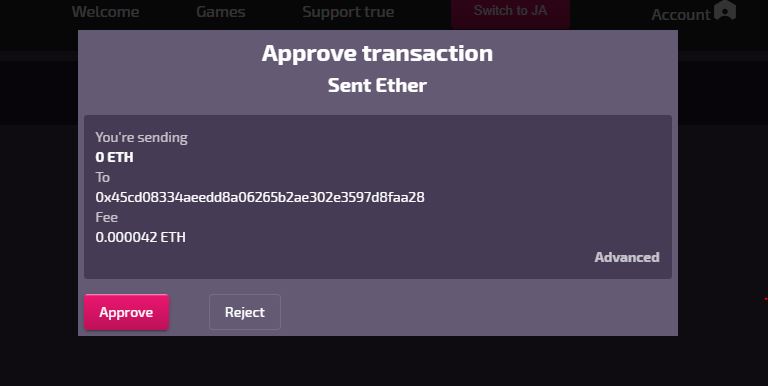 Welcome Games Support true Switch to JA Account
Approve transaction
Sent Ether
You're sending
0 ETH
To
0x45cd08334aeedd8a06265b2ae302e3597d8faa28
Fee
0.000042 ETH
Advanced
Approve Reject